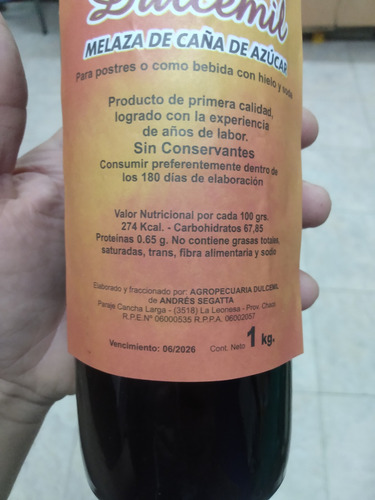 Dulcemil
MELAZA DE CAÑA DE AZÚCAR
Para postres o como bebida con hielo y soda
Producto de primera calidad,
logrado con la experiencia
de años de labor.
Sin Conservantes
Consumir preferentemente dentro de
los 180 días de elaboración
Valor Nutricional por cada 100 grs.
274 Kcal. - Carbohidratos 67,85
Proteínas 0.65 g. No contiene grasas totales,
saturadas, trans, fibra alimentaria y sodio
Elaborado y fraccionado por: AGROPECUARIA DULCEMIL
de ANDRÉS SEGATTA
Paraje Cancha Larga - (3518) La Leonesa - Prov. Chaco
R.P.E.Nº 06000535 R.P.P.A. 06002057
Vencimiento: 06/2026 Cont. Neto 1 kg.